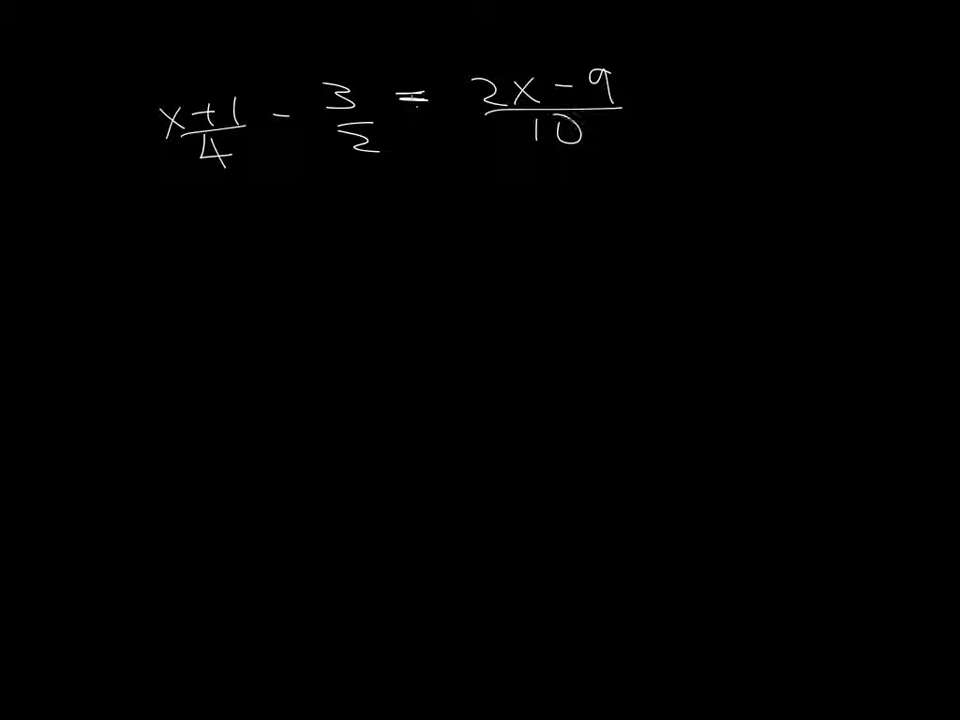 (x+1)/4 - 3/2 = (2x-9)/10